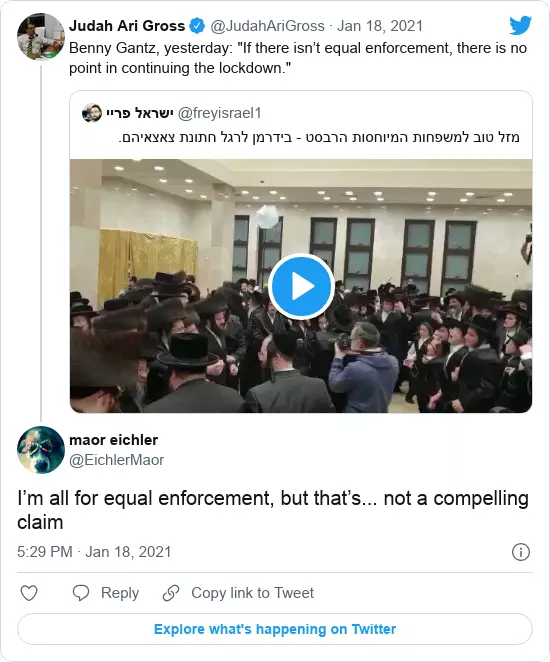 Judah Ari Gross @JudahAriGross · Jan 18, 2021
Benny Gantz, yesterday: "If there isn’t equal enforcement, there is no
point in continuing the lockdown."
ישראל פריי @freyisrael1
מזל טוב למשפחות המיוחסות הרבסט - בידרמן לרגל חתונת צאצאיהם.
maor eichler
@EichlerMaor
I’m all for equal enforcement, but that’s... not a compelling
claim
5:29 PM · Jan 18, 2021
Reply
Copy link to Tweet
Explore what's happening on Twitter